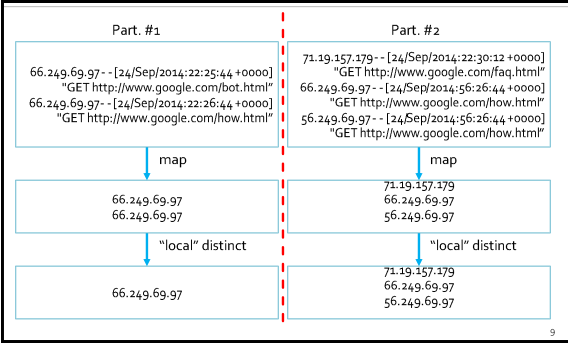 Part. #1
66.249.69.97 - - [24/Sep/2014:22:25:44 +0000]
"GET http://www.google.com/bot.html"
66.249.69.97 - - [24/Sep/2014:22:26:44 +0000]
"GET http://www.google.com/how.html"
map
66.249.69.97
66.249.69.97
"local" distinct
66.249.69.97
Part. #2
71.19.157.179 - - [24/Sep/2014:22:30:12 +0000]
"GET http://www.google.com/faq.html"
66.249.69.97 - - [24/Sep/2014:56:26:44 +0000]
"GET http://www.google.com/how.html"
56.249.69.97 - - [24/Sep/2014:56:26:44 +0000]
"GET http://www.google.com/how.html"
map
71.19.157.179
66.249.69.97
56.249.69.97
"local" distinct
71.19.157.179
66.249.69.97
56.249.69.97
9